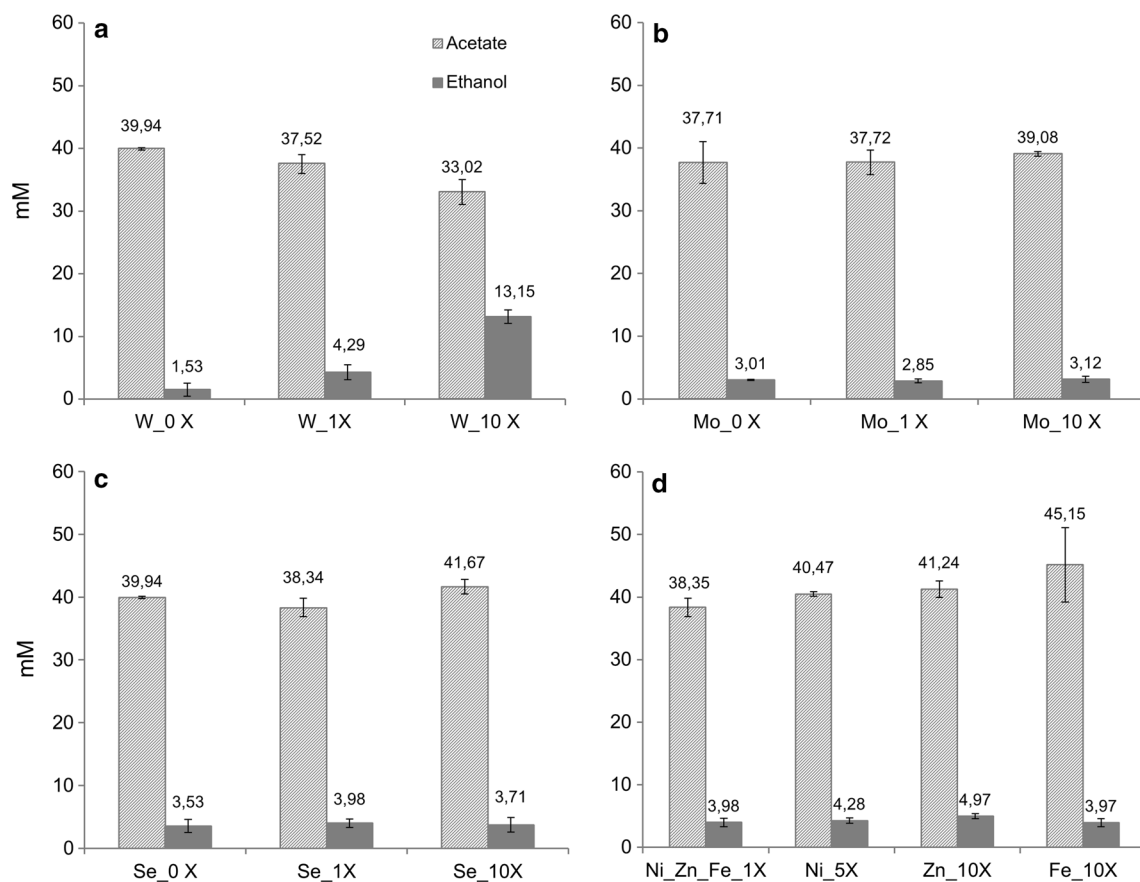 a
60
50
40
30
20
10
0
mM
Acetate
Ethanol
39,94
37,52
33,02
1,53
4,29
13,15
W_0 X
W_1X
W_10 X
b
60
50
40
30
20
10
0
37,71
37,72
39,08
3,01
2,85
3,12
Mo_0 X
Mo_1 X
Mo_10 X
c
60
50
40
30
20
10
0
mM
39,94
38,34
41,67
3,53
3,98
3,71
Se_0 X
Se_1X
Se_10X
d
60
50
40
30
20
10
0
38,35
40,47
41,24
45,15
3,98
4,28
4,97
3,97
Ni_Zn_Fe_1X
Ni_5X
Zn_10X
Fe_10X